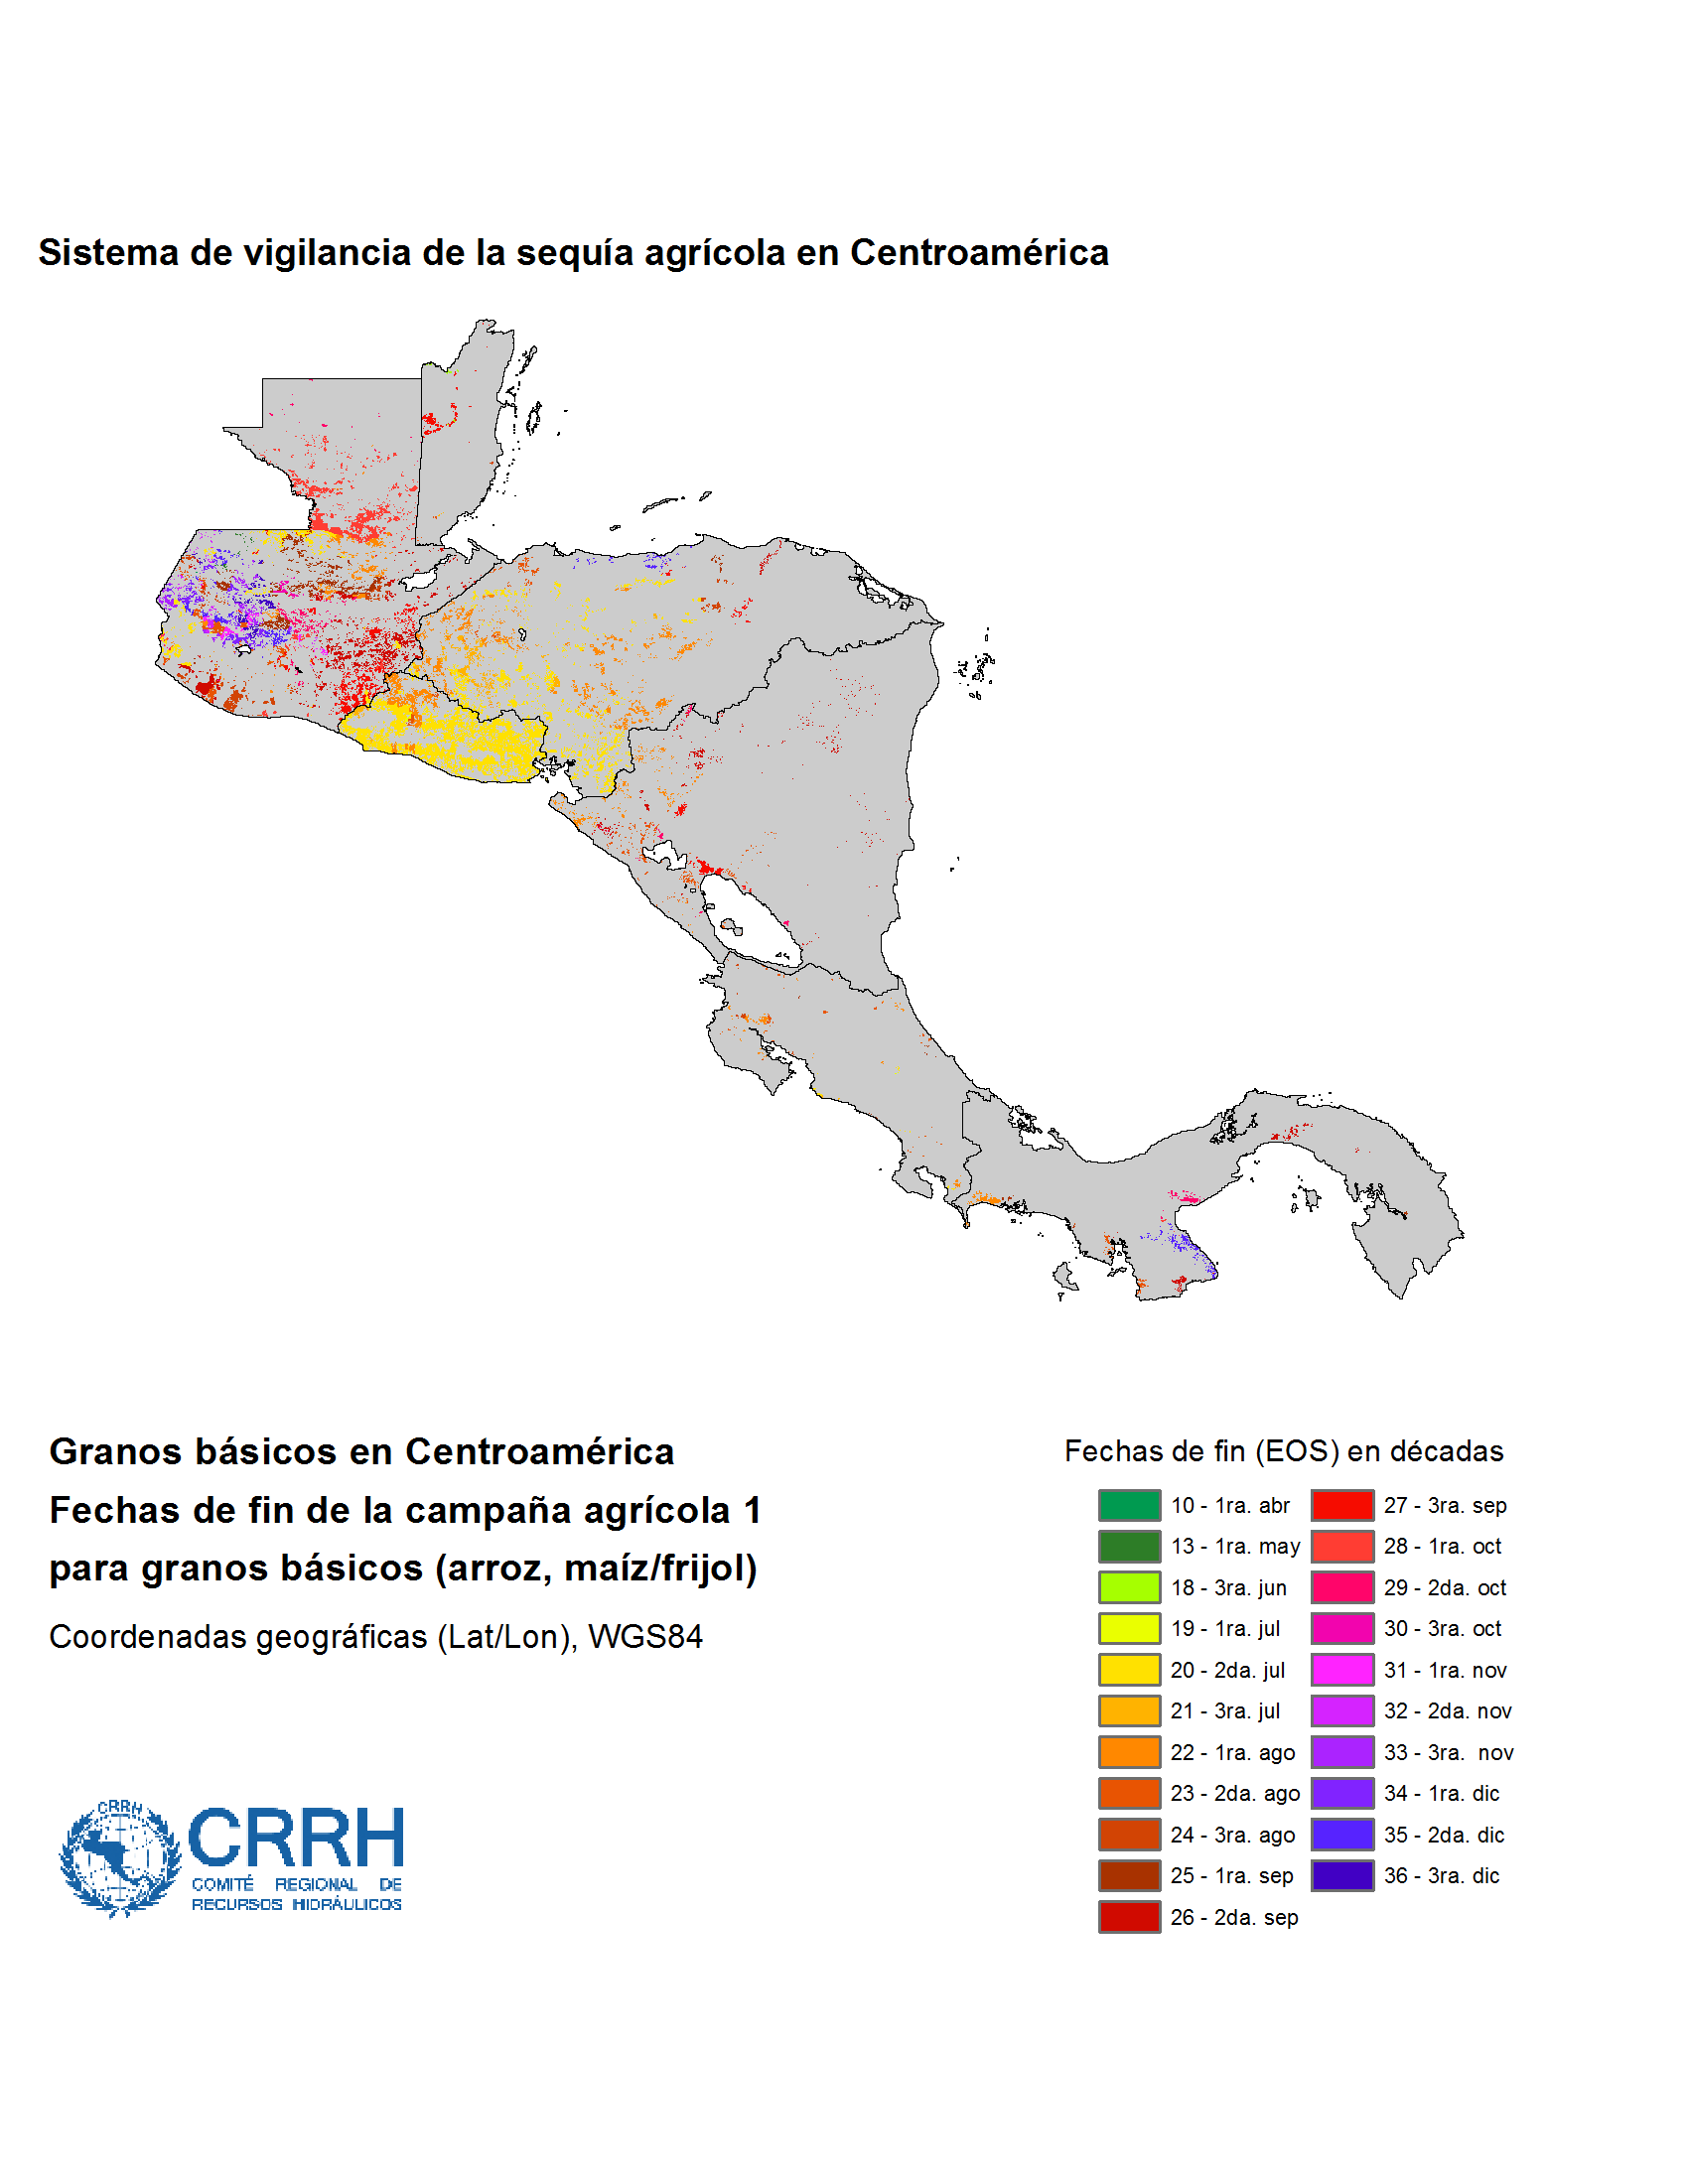 Sistema de vigilancia de la sequía agrícola en Centroamérica
Granos básicos en Centroamérica
Fechas de fin de la campaña agrícola 1
para granos básicos (arroz, maíz/frijol)
Coordenadas geográficas (Lat/Lon), WGS84
CRRH
CRRH
COMITÉ REGIONAL DE
RECURSOS HIDRÁULICOS
Fechas de fin (EOS) en décadas
10 - 1ra. abr
13 - 1ra. may
18 - 3ra. jun
19 - 1ra. jul
20 - 2da. jul
21 - 3ra. jul
22 - 1ra. ago
23 - 2da. ago
24 - 3ra. ago
25 - 1ra. sep
26 - 2da. sep
27 - 3ra. sep
28 - 1ra. oct
29 - 2da. oct
30 - 3ra. oct
31 - 1ra. nov
32 - 2da. nov
33 - 3ra. nov
34 - 1ra. dic
35 - 2da. dic
36 - 3ra. dic